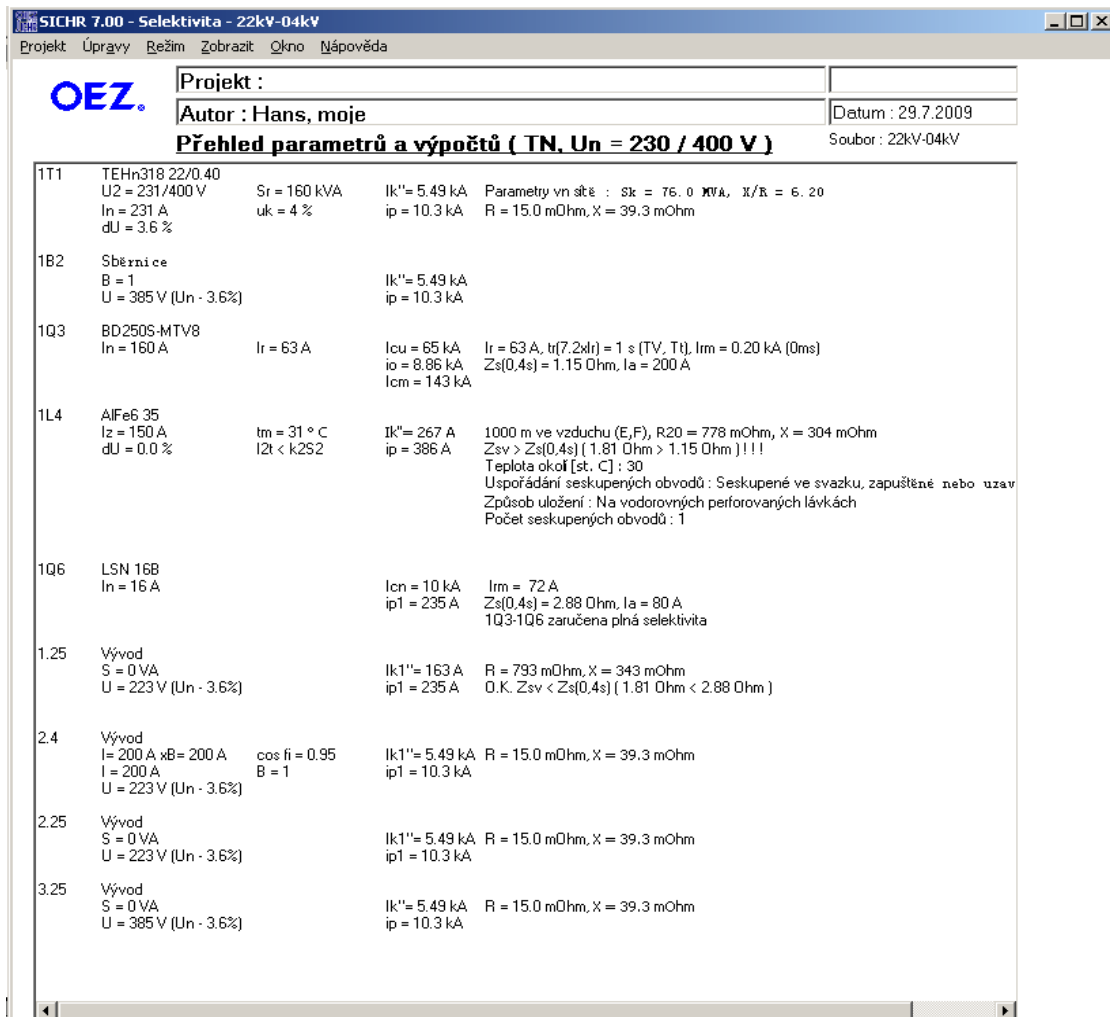 SICHR 7.00 - Selektivita - 22kV-04kV
Projekt Úpravy Režim Zobrazit Okno Nápověda
OEZ.
Projekt :
Autor : Hans, moje
Datum : 29.7.2009
Přehled parametrů a výpočtů ( TN, Un = 230 / 400 V )
Soubor : 22kV-04kV
1T1 TEHn318 22/0.40
U2 = 231/400 V Sr = 160 kVA Ik''= 5.49 kA Parametry vn sítě : Sk = 76.0 MVA, X/R = 6.20
In = 231 A uk = 4 % ip = 10.3 kA R = 15.0 mOhm, X = 39.3 mOhm
dU = 3.6 %
1B2 Sběrnice
B = 1 Ik''= 5.49 kA
U = 385 V (Un - 3.6%) ip = 10.3 kA
1Q3 BD250S-MTV8
In = 160 A Ir = 63 A Icu = 65 kA Ir = 63 A, tr(7.2xIr) = 1 s (TV, Tt), Irm = 0.20 kA (0ms)
io = 8.86 kA Zs(0,4s) = 1.15 Ohm, Ia = 200 A
Icm = 143 kA
1L4 AlFe6 35
Iz = 150 A tm = 31 ° C Ik''= 267 A 1000 m ve vzduchu (E,F), R20 = 778 mOhm, X = 304 mOhm
dU = 0.0 % I2t < k2S2 ip = 386 A Zsv > Zs(0,4s) ( 1.81 Ohm > 1.15 Ohm )!!!
Teplota okolí [st. C] : 30
Uspořádání seskupených obvodů : Seskupené ve svazku, zapuštěné nebo uzav
Způsob uložení : Na vodorovných perforovaných lávkách
Počet seskupených obvodů : 1
1Q6 LSN 16B
In = 16 A Icn = 10 kA Irm = 72 A
ip1 = 235 A Zs(0,4s) = 2.88 Ohm, Ia = 80 A
1Q3-1Q6 zaručena plná selektivita
1.25 Vývod
S = 0 VA Ik1''= 163 A R = 793 mOhm, X = 343 mOhm
U = 223 V (Un - 3.6%) ip1 = 235 A O.K. Zsv < Zs(0,4s) ( 1.81 Ohm < 2.88 Ohm )
2.4 Vývod
I= 200 A xB= 200 A cos fi = 0.95 Ik1''= 5.49 kA R = 15.0 mOhm, X = 39.3 mOhm
I = 200 A B = 1 ip1 = 10.3 kA
U = 223 V (Un - 3.6%)
2.25 Vývod
S = 0 VA Ik1''= 5.49 kA R = 15.0 mOhm, X = 39.3 mOhm
U = 223 V (Un - 3.6%) ip1 = 10.3 kA
3.25 Vývod
S = 0 VA Ik''= 5.49 kA R = 15.0 mOhm, X = 39.3 mOhm
U = 385 V (Un - 3.6%) ip = 10.3 kA